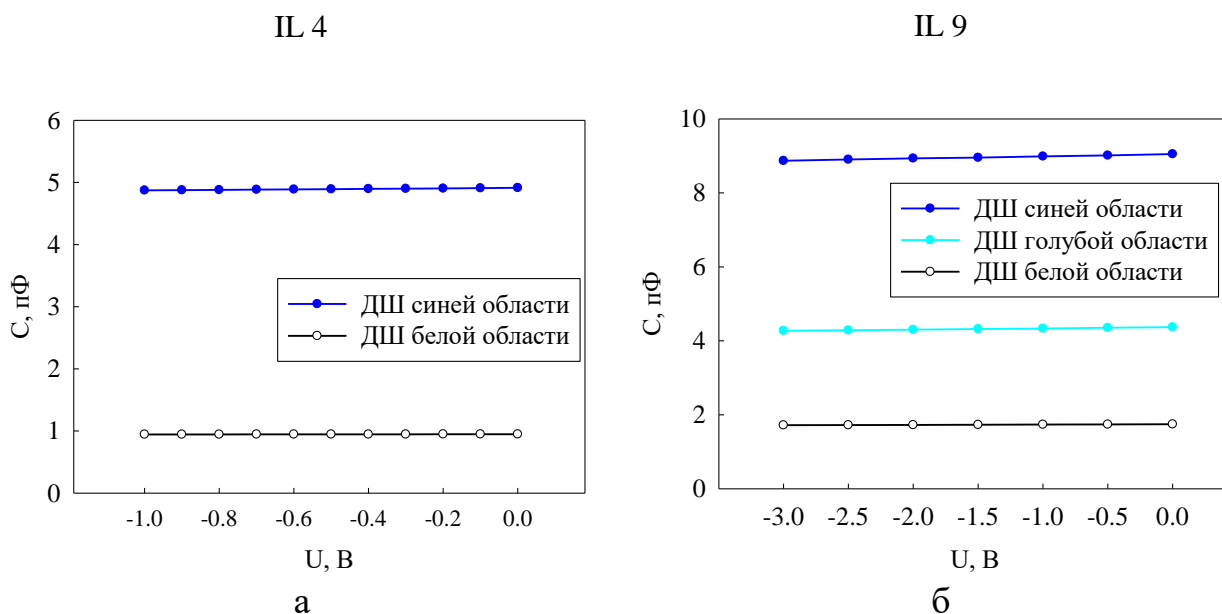 IL 4
6
5
4
3
2
1
0
C, пФ
ДШ синей области
ДШ белой области
-1.0 -0.8 -0.6 -0.4 -0.2 0.0
U, В
а
IL 9
10
8
6
4
2
0
C, пФ
ДШ синей области
ДШ голубой области
ДШ белой области
-3.0 -2.5 -2.0 -1.5 -1.0 -0.5 0.0
U, В
б